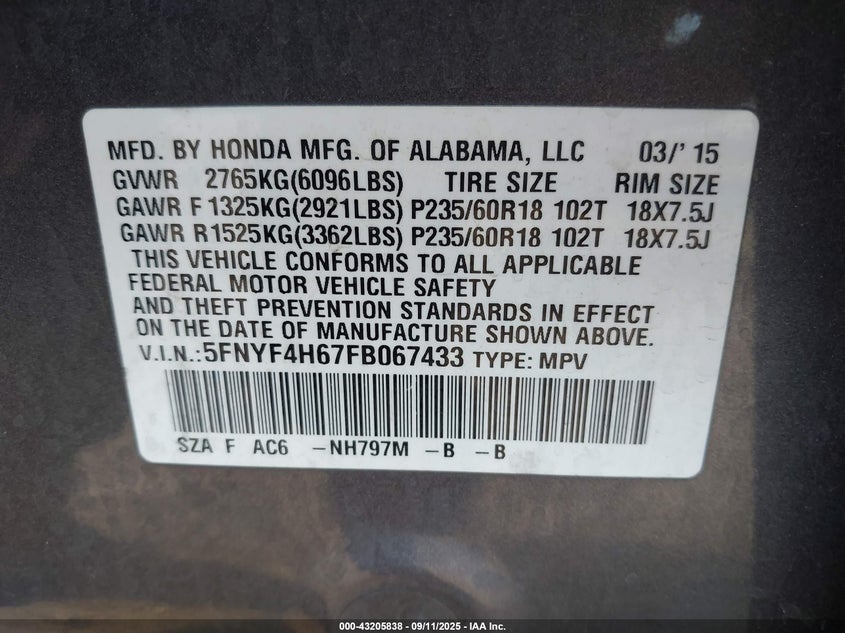 MFD. BY HONDA MFG. OF ALABAMA, LLC 03/' 15
GVWR 2765KG(6096LBS) TIRE SIZE RIM SIZE
GAWR F 1325KG(2921LBS) P235/60R18 102T 18X7.5J
GAWR R1525KG(3362LBS) P235/60R18 102T 18X7.5J
THIS VEHICLE CONFORMS TO ALL APPLICABLE
FEDERAL MOTOR VEHICLE SAFETY
AND THEFT PREVENTION STANDARDS IN EFFECT
ON THE DATE OF MANUFACTURE SHOWN ABOVE.
V.I.N.:5FNYF4H67FB067433 TYPE: MPV
SZA F AC6 –NH797M –B –B
000-43205838 - 09/11/2025 - IAA Inc.